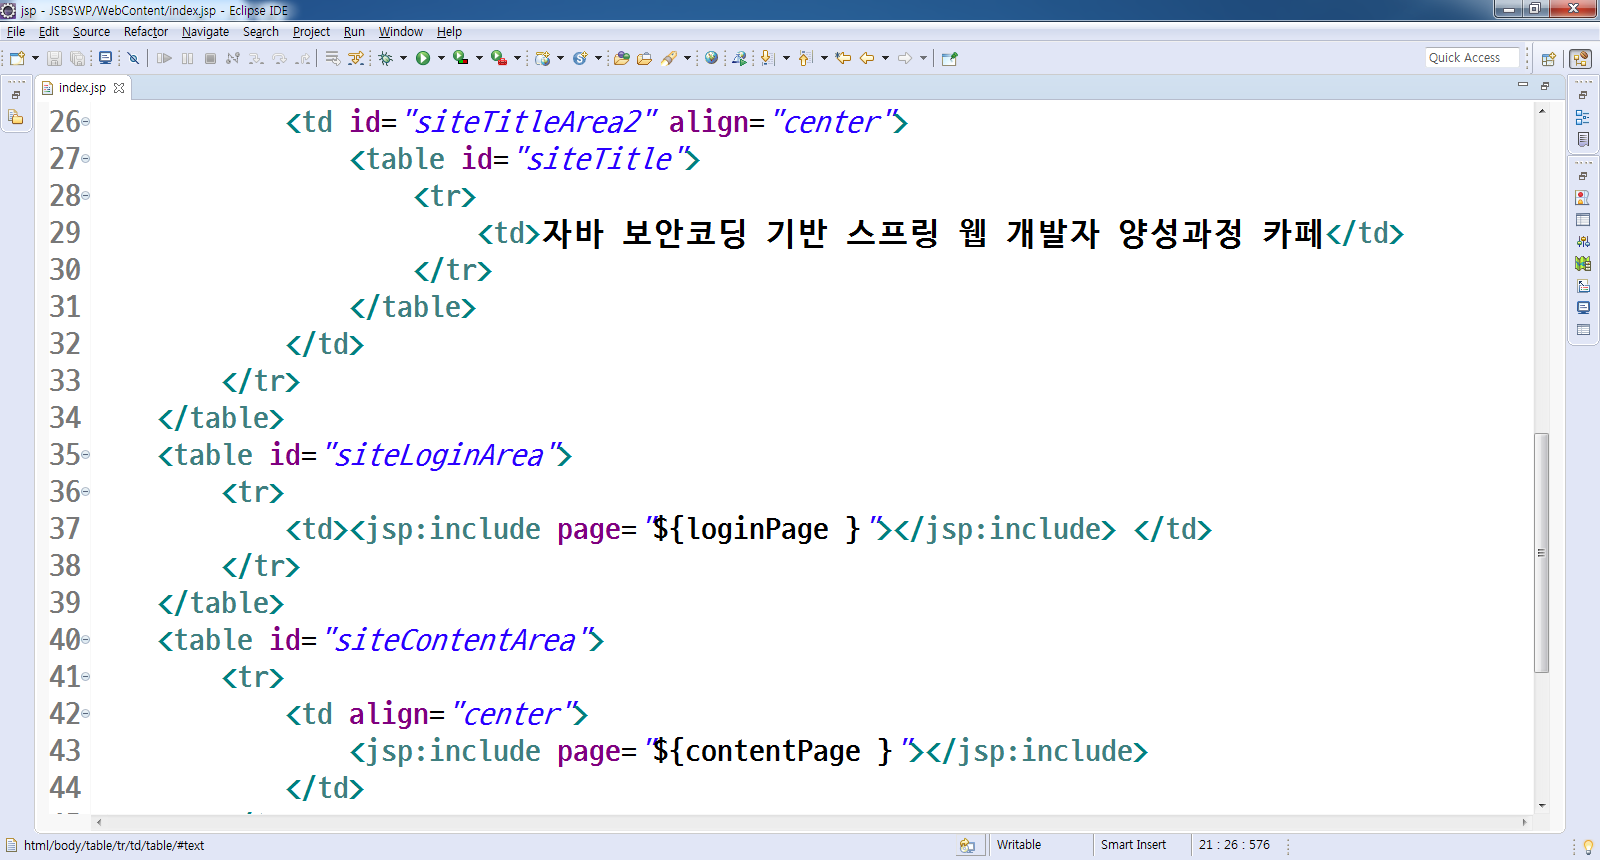 jsp - JSBSWP/WebContent/index.jsp - Eclipse IDE
File Edit Source Refactor Navigate Search Project Run Window Help
Quick Access
index.jsp
26 <td id="siteTitleArea2" align="center">
27 <table id="siteTitle">
28 <tr>
29 <td>자바 보안코딩 기반 스프링 웹 개발자 양성과정 카페</td>
30 </tr>
31 </table>
32 </td>
33 </tr>
34 </table>
35 <table id="siteLoginArea">
36 <tr>
37 <td><jsp:include page="${loginPage }"></jsp:include> </td>
38 </tr>
39 </table>
40 <table id="siteContentArea">
41 <tr>
42 <td align="center">
43 <jsp:include page="${contentPage }"></jsp:include>
44 </td>
html/body/table/tr/td/table/#text Writable Smart Insert 21 : 26 : 576